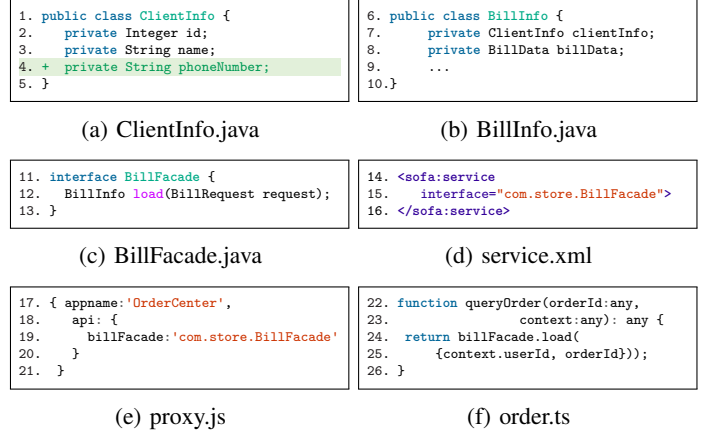 1. public class ClientInfo {
2.    private Integer id;
3.    private String name;
4. +  private String phoneNumber;
5. }
(a) ClientInfo.java
6. public class BillInfo {
7.      private ClientInfo clientInfo;
8.      private BillData billData;
9.      ...
10.}
(b) BillInfo.java
11. interface BillFacade {
12.   BillInfo load(BillRequest request);
13. }
(c) BillFacade.java
14. <sofa:service
15.    interface="com.store.BillFacade">
16. </sofa:service>
(d) service.xml
17. { appname:'OrderCenter',
18.    api: {
19.      billFacade:'com.store.BillFacade'
20.    }
21.  }
(e) proxy.js
22. function queryOrder(orderId:any,
23.                context:any): any {
24.  return billFacade.load(
25.     {context.userId, orderId}));
26. }
(f) order.ts